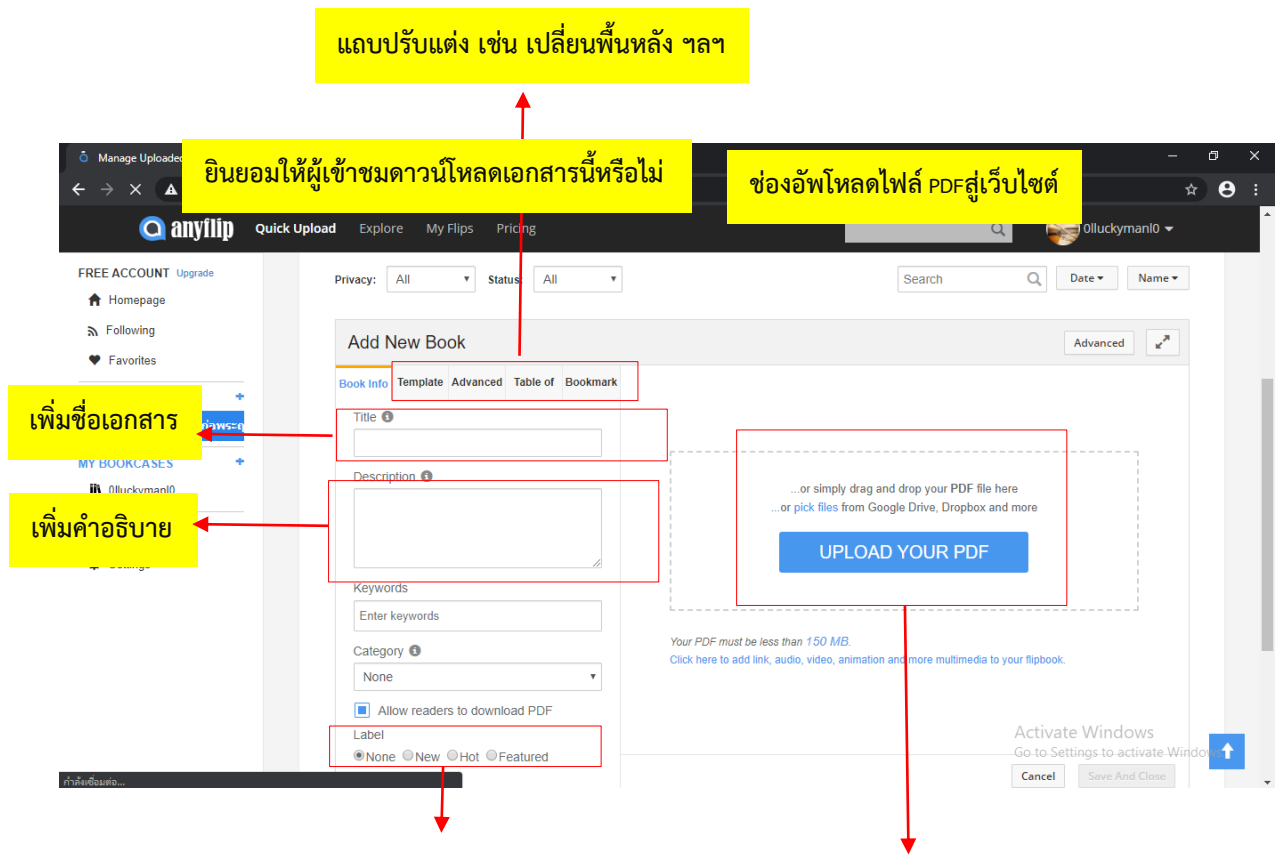 แถบปรับแต่ง เช่น เปลี่ยนพื้นหลัง ฯลฯ
Manage Uploaded
ยินยอมให้ผู้เข้าชมดาวน์โหลดเอกสารนี้หรือไม่
ช่องอัพโหลดไฟล์ PDFสู่เว็บไซต์
anyflip Quick Upload Explore My Flips Pricing 0lluckymanl0
FREE ACCOUNT Upgrade
Privacy: All Status: All Search Date Name
Homepage
Following
Favorites
Add New Book Advanced
Book Info Template Advanced Table of Bookmark
เพิ่มชื่อเอกสาร
Title
MY BOOKCASES
0lluckymanl0
Description
เพิ่มคำอธิบาย
Settings
...or simply drag and drop your PDF file here
...or pick files from Google Drive, Dropbox and more
UPLOAD YOUR PDF
Keywords
Enter keywords
Your PDF must be less than 150 MB.
Click here to add link, audio, video, animation and more multimedia to your flipbook.
Category
None
Allow readers to download PDF
Label
None New Hot Featured
Activate Windows
Go to Settings to activate Windows
Cancel Save And Close
กำลังเชื่อมต่อ...